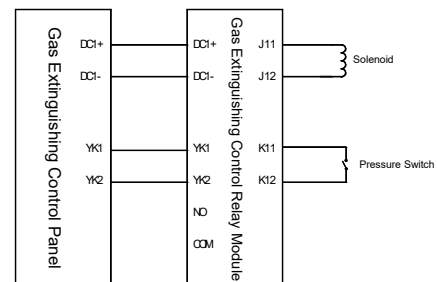 Gas Extinguishing Control Panel
DC1+
DC1-
YK1
YK2
Gas Extinguishing Control Relay Module
DC1+
DC1-
YK1
YK2
NO
COM
J11
J12
K11
K12
Solenoid
Pressure Switch